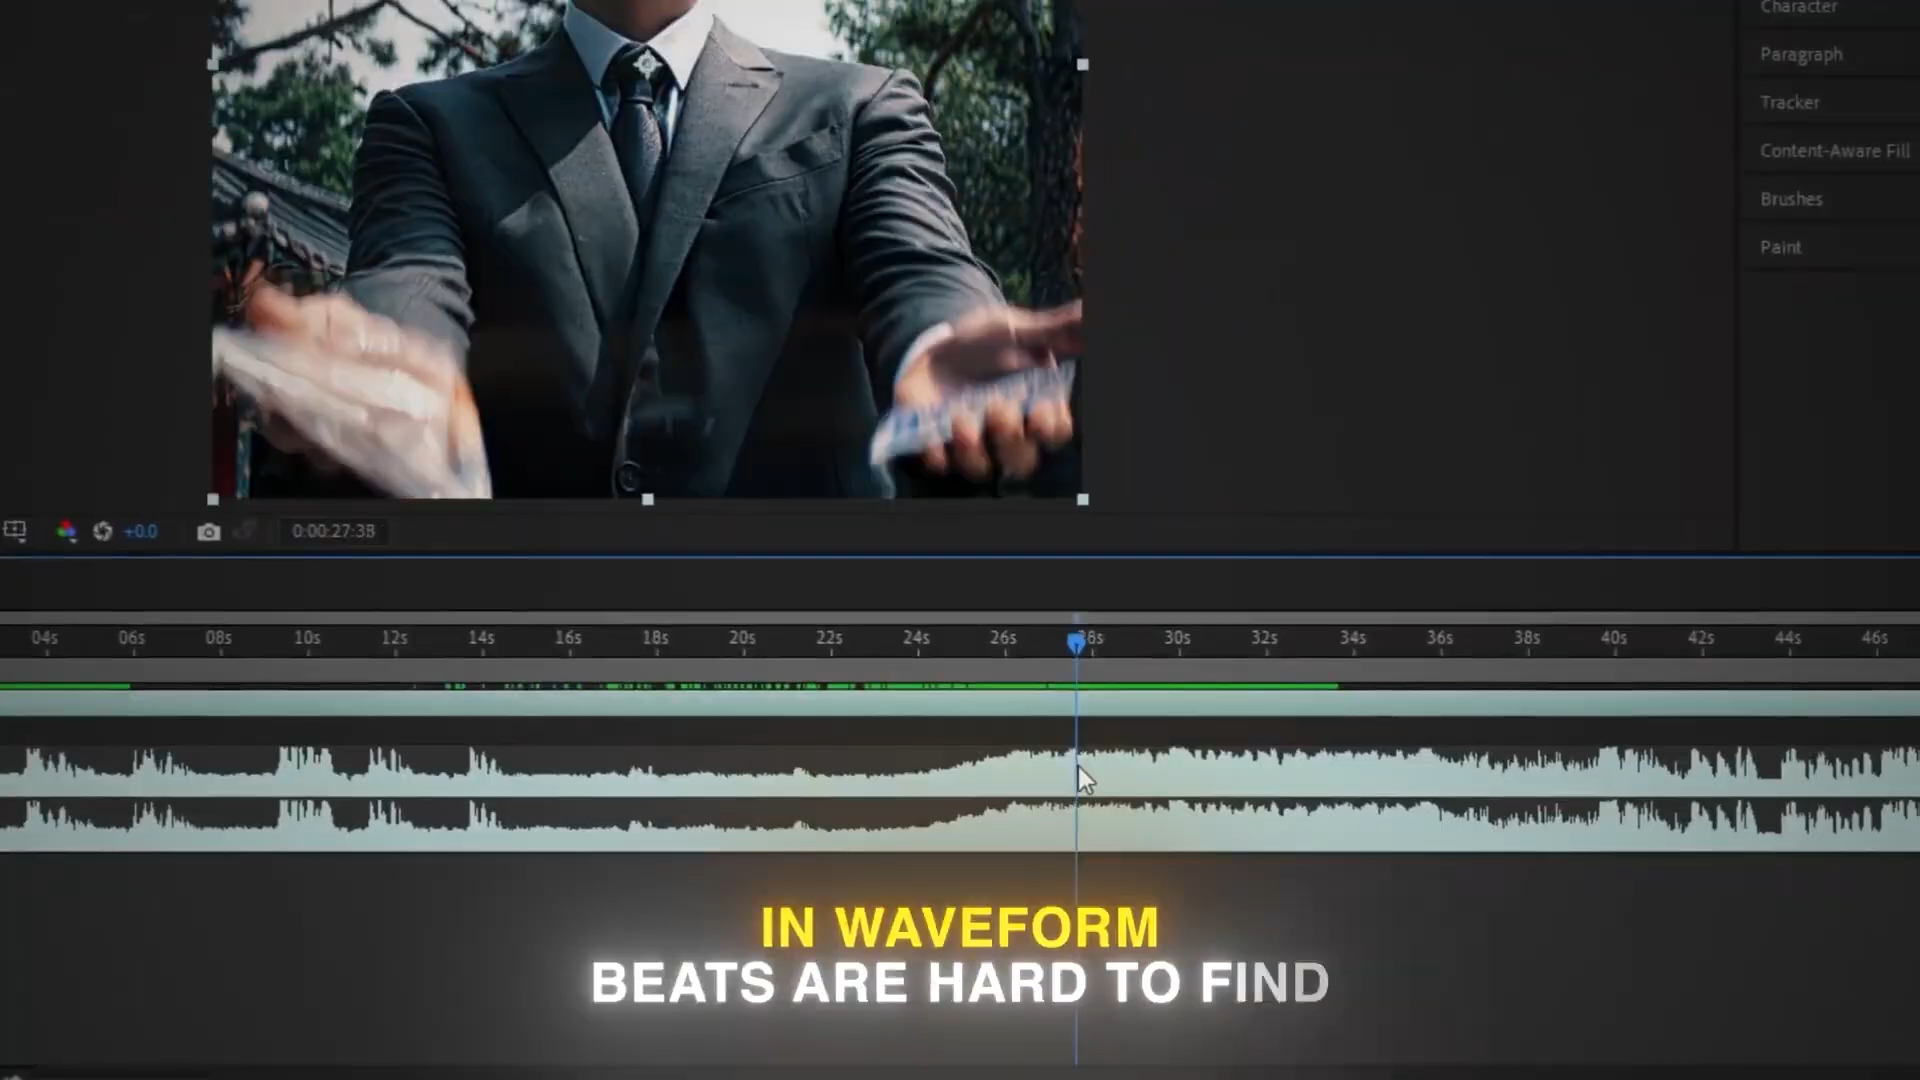 Character
Paragraph
Tracker
Content-Aware Fill
Brushes
Paint
+0.0
0:00:27:38
04s 06s 08s 10s 12s 14s 16s 18s 20s 22s 24s 26s 28s 30s 32s 34s 36s 38s 40s 42s 44s 46s
IN WAVEFORM
BEATS ARE HARD TO FIND